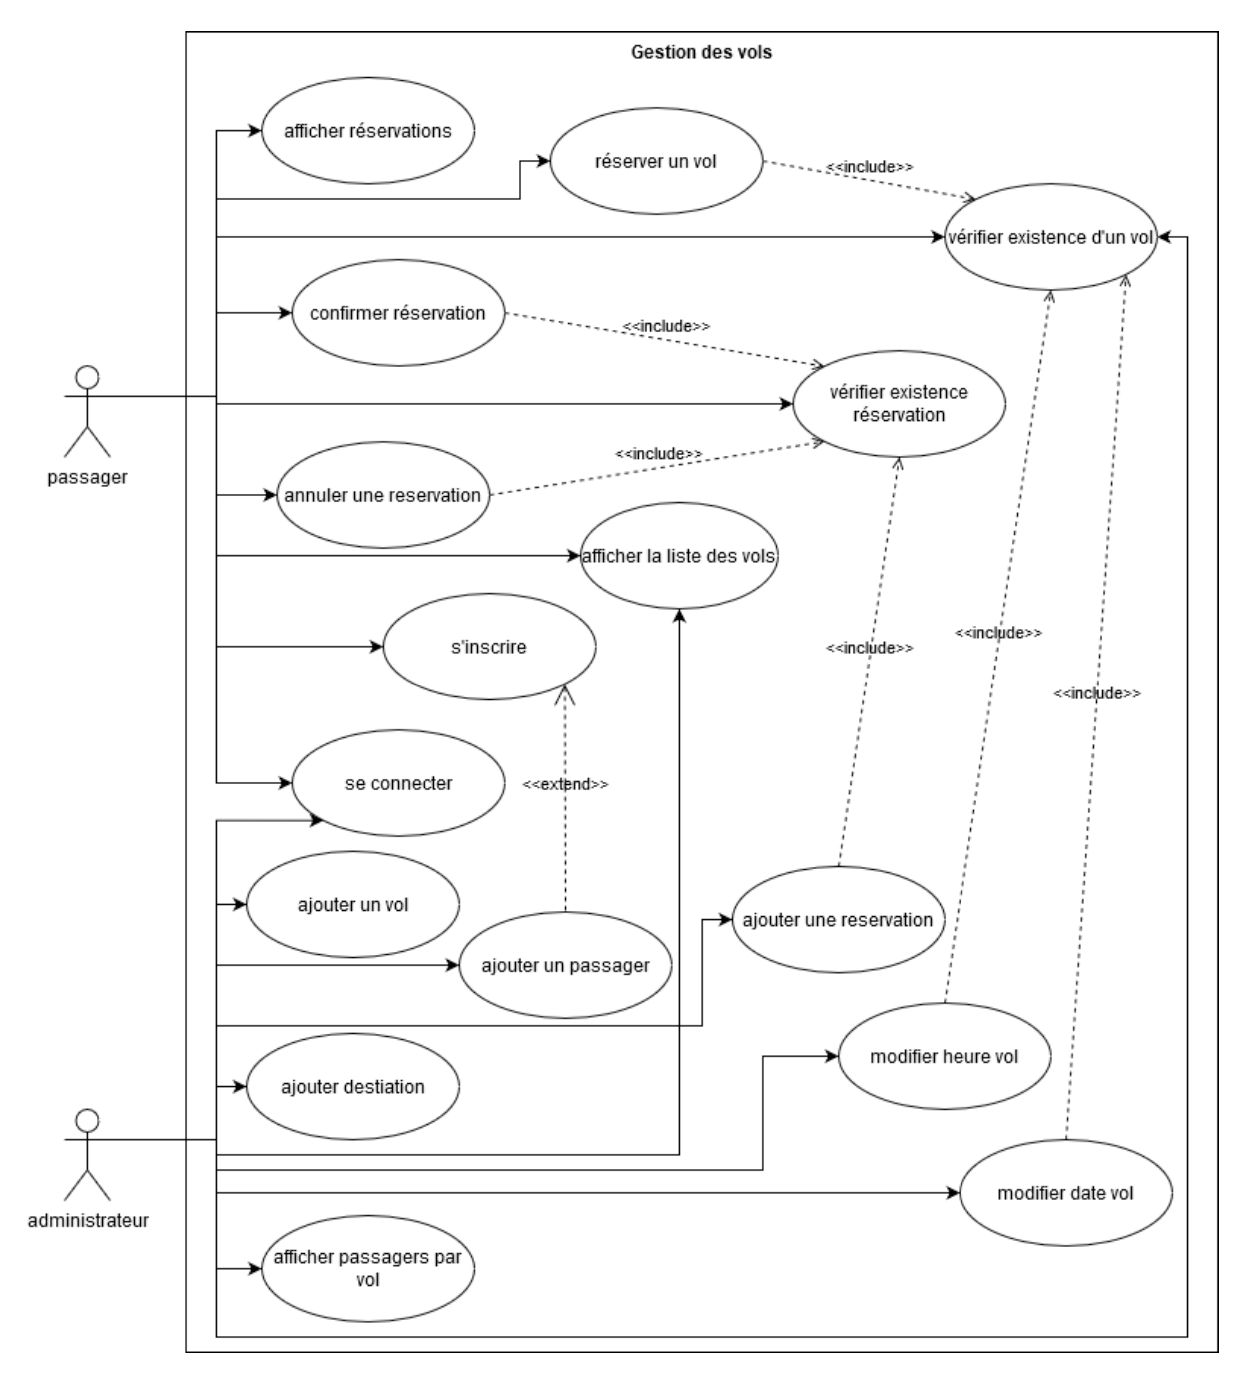 Gestion des vols
afficher réservations
réserver un vol
<<include>>
vérifier existence d'un vol
confirmer réservation
<<include>>
vérifier existence
réservation
passager
<<include>>
annuler une reservation
afficher la liste des vols
s'inscrire
<<include>>
<<include>>
<<include>>
se connecter
<<extend>>
ajouter un vol
ajouter une reservation
ajouter un passager
modifier heure vol
ajouter destiation
modifier date vol
administrateur
afficher passagers par
vol